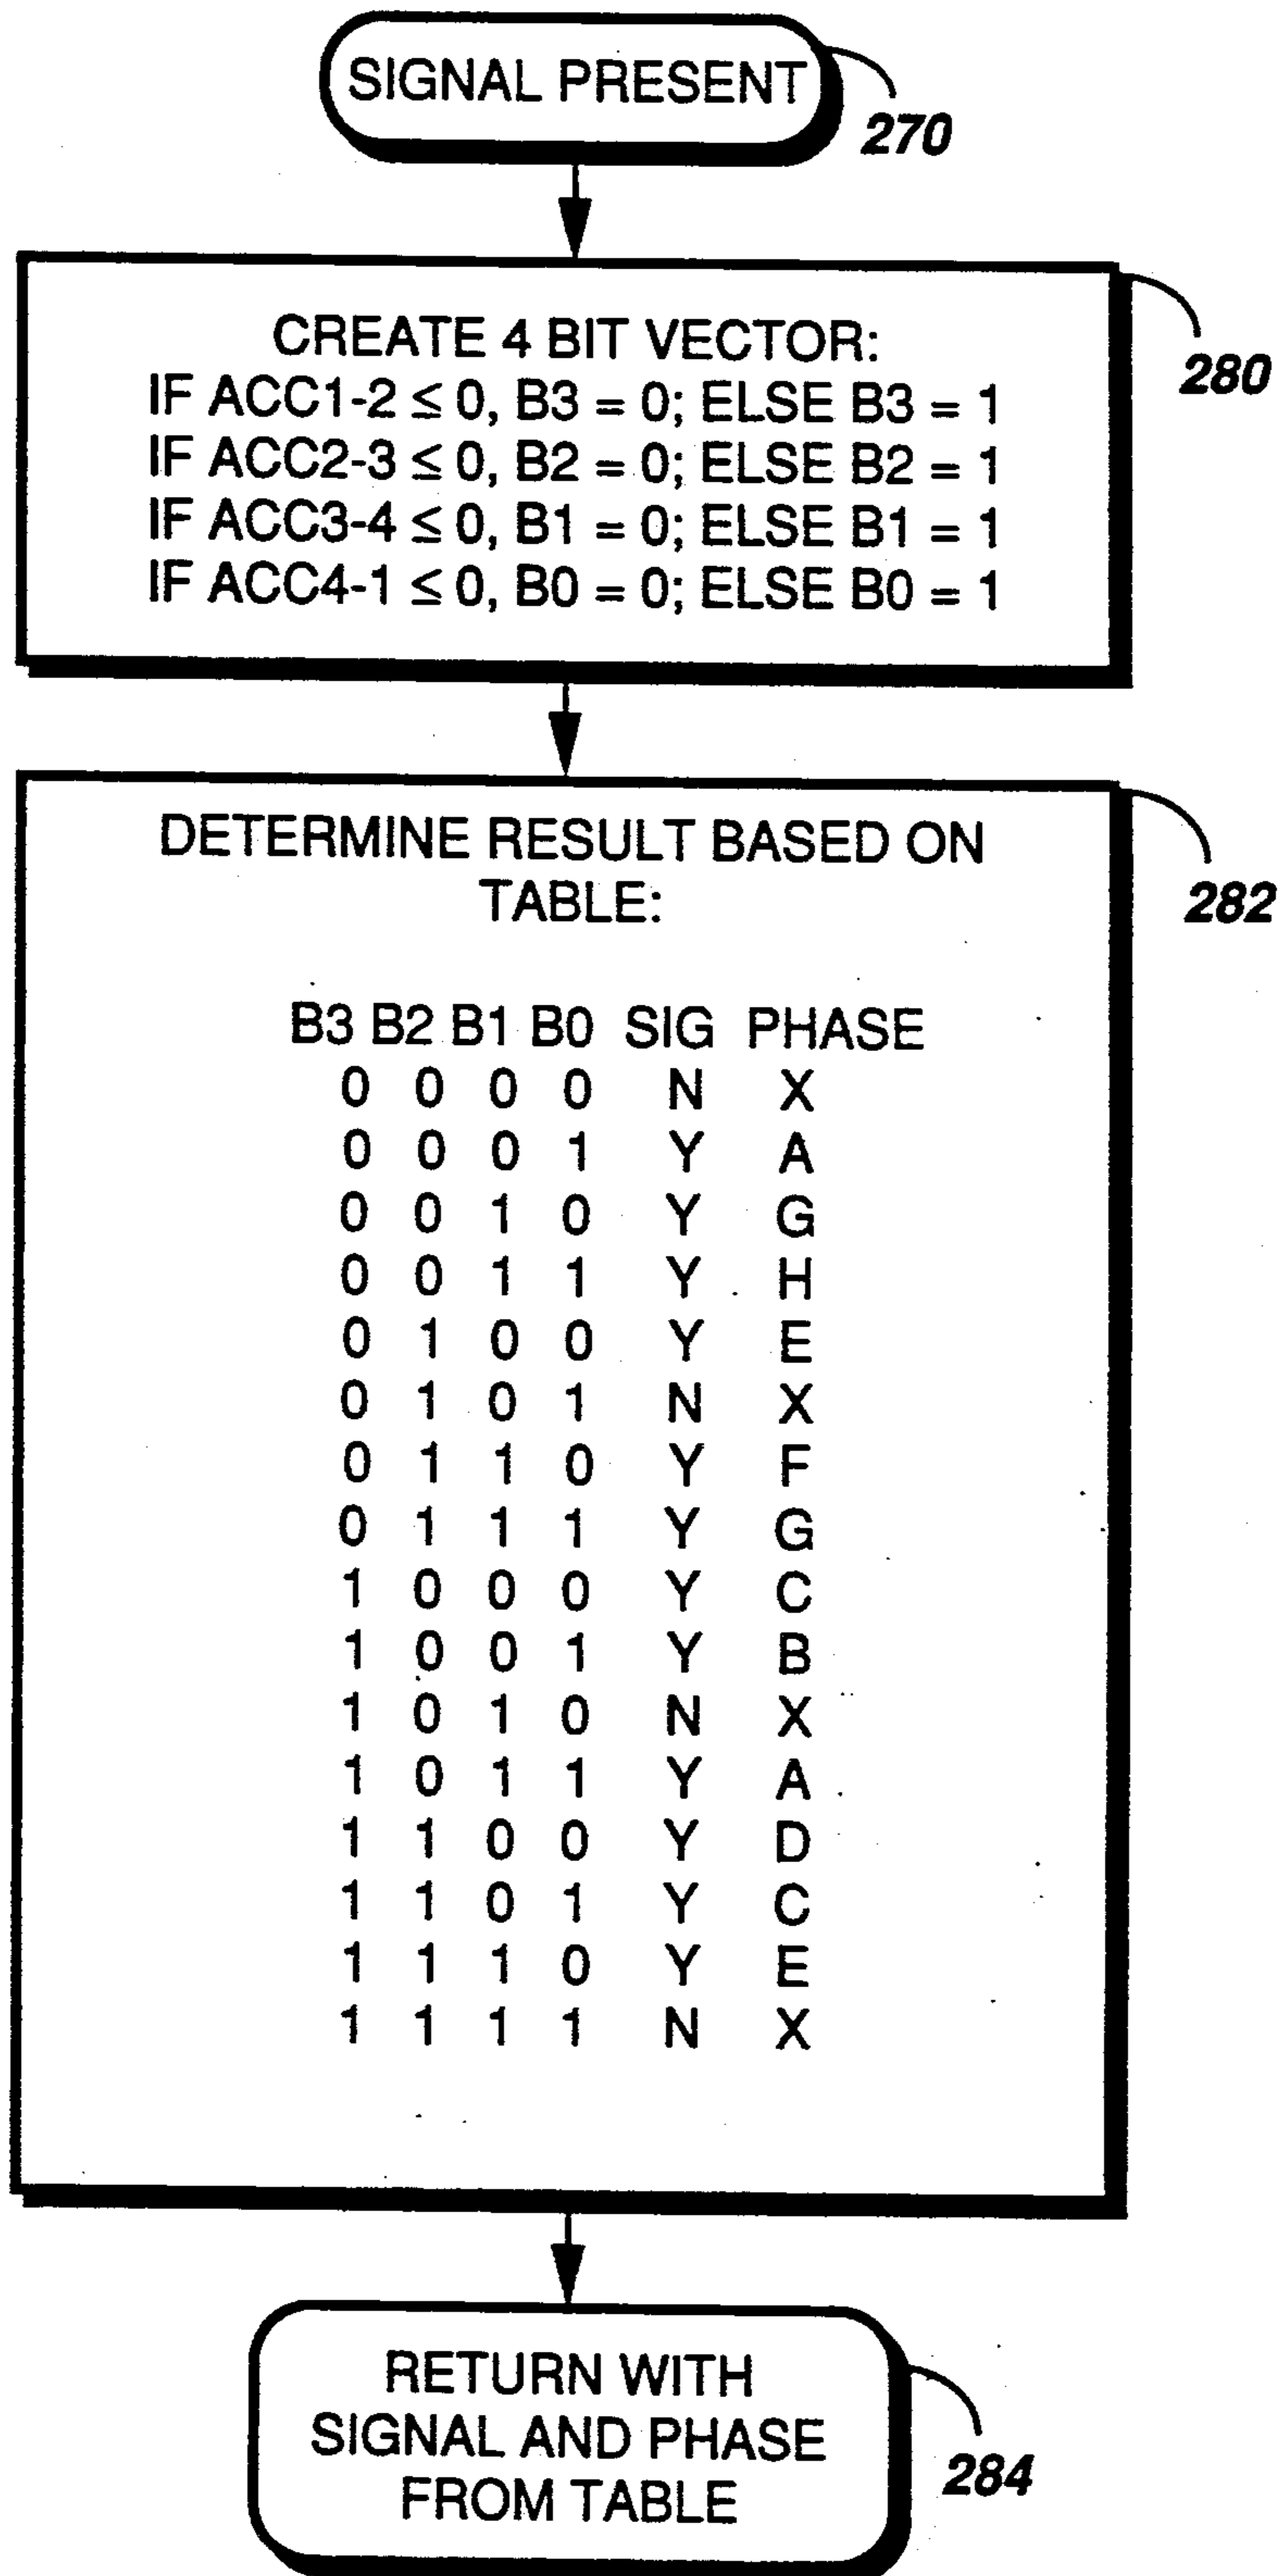 SIGNAL PRESENT
270
CREATE 4 BIT VECTOR:
IF ACC1-2 ≤ 0, B3 = 0; ELSE B3 = 1
IF ACC2-3 ≤ 0, B2 = 0; ELSE B2 = 1
IF ACC3-4 ≤ 0, B1 = 0; ELSE B1 = 1
IF ACC4-1 ≤ 0, B0 = 0; ELSE B0 = 1
280
DETERMINE RESULT BASED ON
TABLE:
282
B3 B2 B1 B0 SIG PHASE
0 0 0 0 N X
0 0 0 1 Y A
0 0 1 0 Y G
0 0 1 1 Y H
0 1 0 0 Y E
0 1 0 1 N X
0 1 1 0 Y F
0 1 1 1 Y G
1 0 0 0 Y C
1 0 0 1 Y B
1 0 1 0 N X
1 0 1 1 Y A
1 1 0 0 Y D
1 1 0 1 Y C
1 1 1 0 Y E
1 1 1 1 N X
RETURN WITH
SIGNAL AND PHASE
FROM TABLE
284